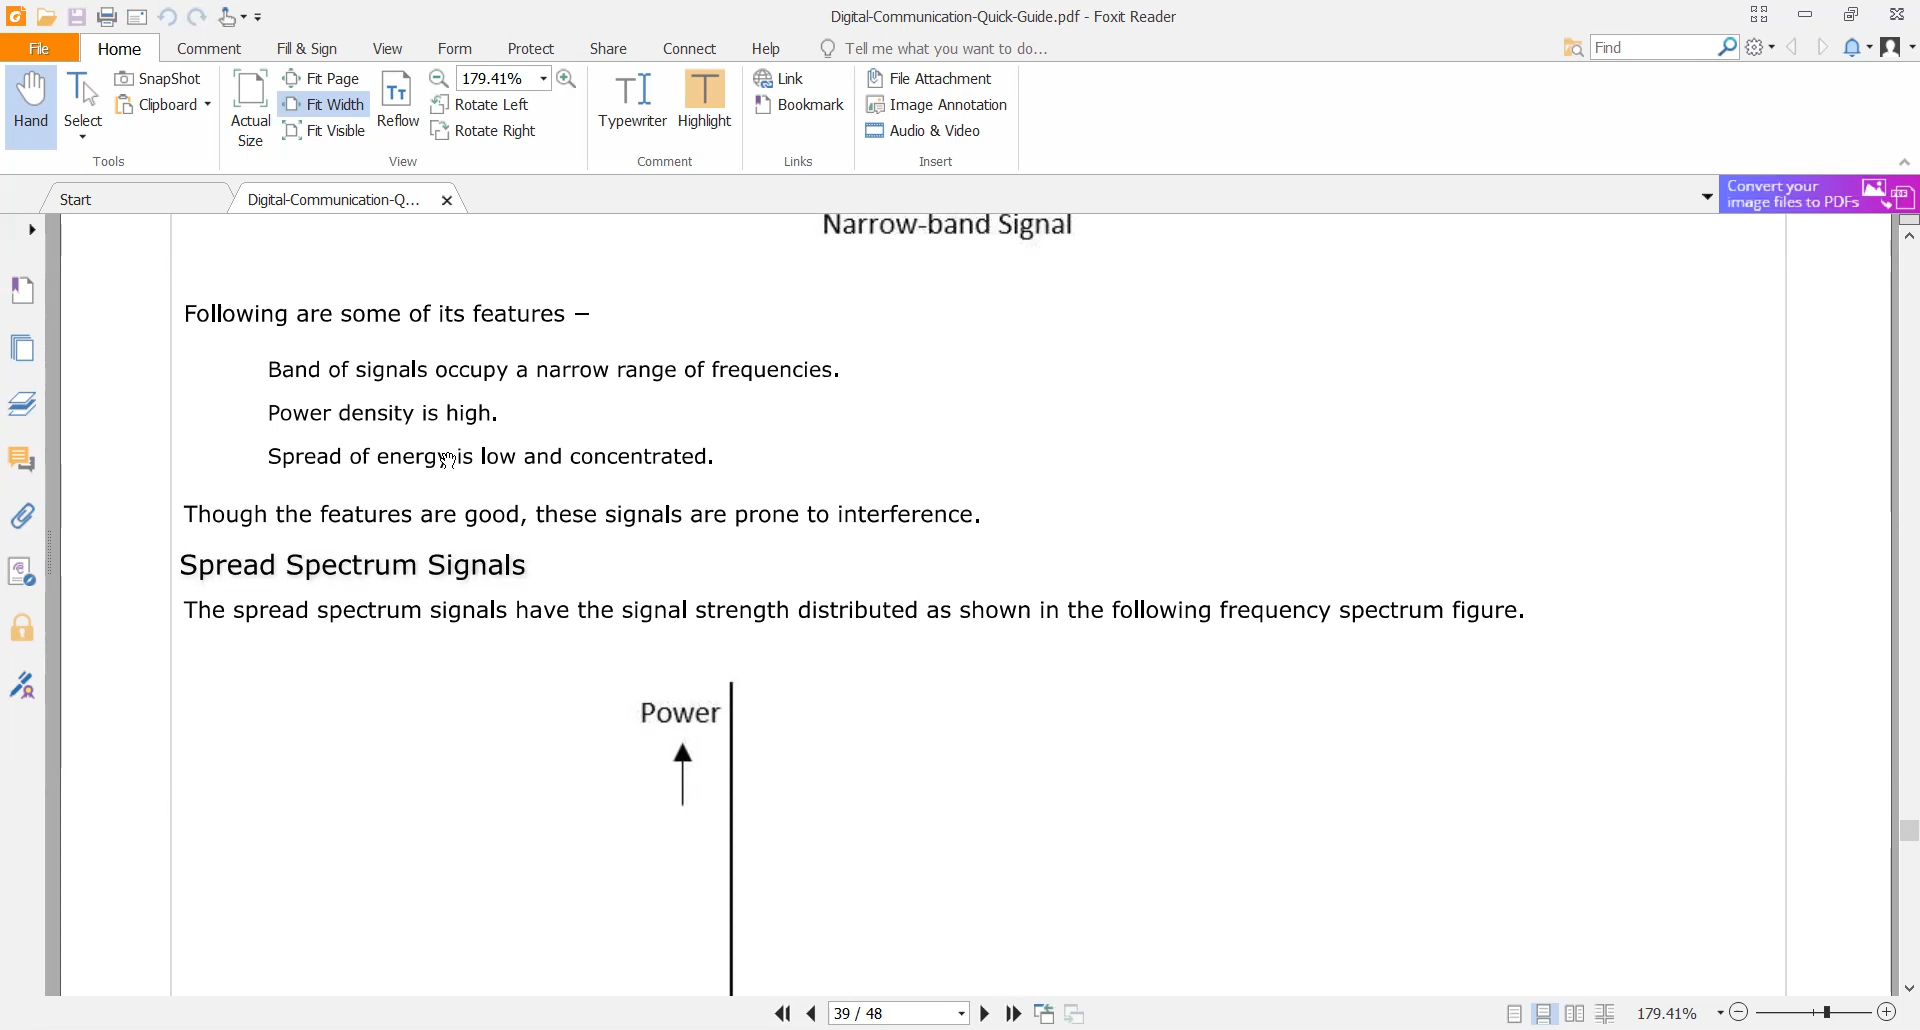 Digital-Communication-Quick-Guide.pdf - Foxit Reader
File Home Comment Fill & Sign View Form Protect Share Connect Help Tell me what you want to do... Find
Hand
Select
SnapShot
Clipboard
Tools
Actual Size
Fit Page
Fit Width
Fit Visible
Reflow
179.41%
Rotate Left
Rotate Right
View
Typewriter
Highlight
Comment
Link
Bookmark
Links
File Attachment
Image Annotation
Audio & Video
Insert
Start
Digital-Communication-Q...
Convert your
image files to PDFs
Narrow-band Signal
Following are some of its features −
Band of signals occupy a narrow range of frequencies.
Power density is high.
Spread of energy is low and concentrated.
Though the features are good, these signals are prone to interference.
Spread Spectrum Signals
The spread spectrum signals have the signal strength distributed as shown in the following frequency spectrum figure.
Power
39 / 48
179.41%